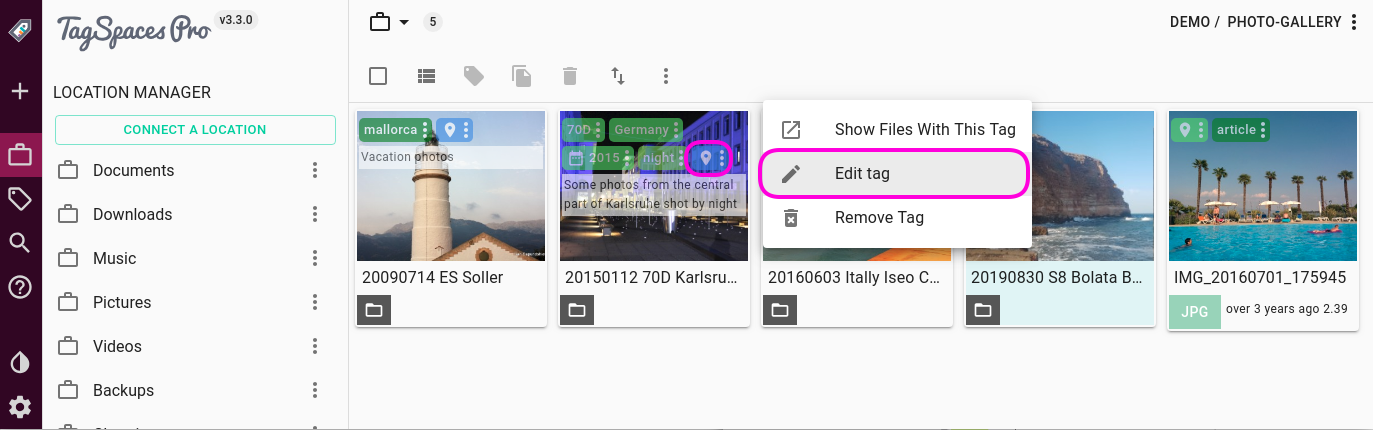 TagSpaces Pro
v3.3.0
LOCATION MANAGER
CONNECT A LOCATION
Documents
Downloads
Music
Pictures
Videos
Backups
5
DEMO / PHOTO-GALLERY
mallorca
Vacation photos
20090714 ES Soller
70D Germany
2015 night
Some photos from the central
part of Karlsruhe shot by night
20150112 70D Karlsru...
Show Files With This Tag
Edit tag
Remove Tag
20160603 Itally Iseo C...
20190830 S8 Bolata B...
article
IMG_20160701_175945
JPG over 3 years ago 2.39